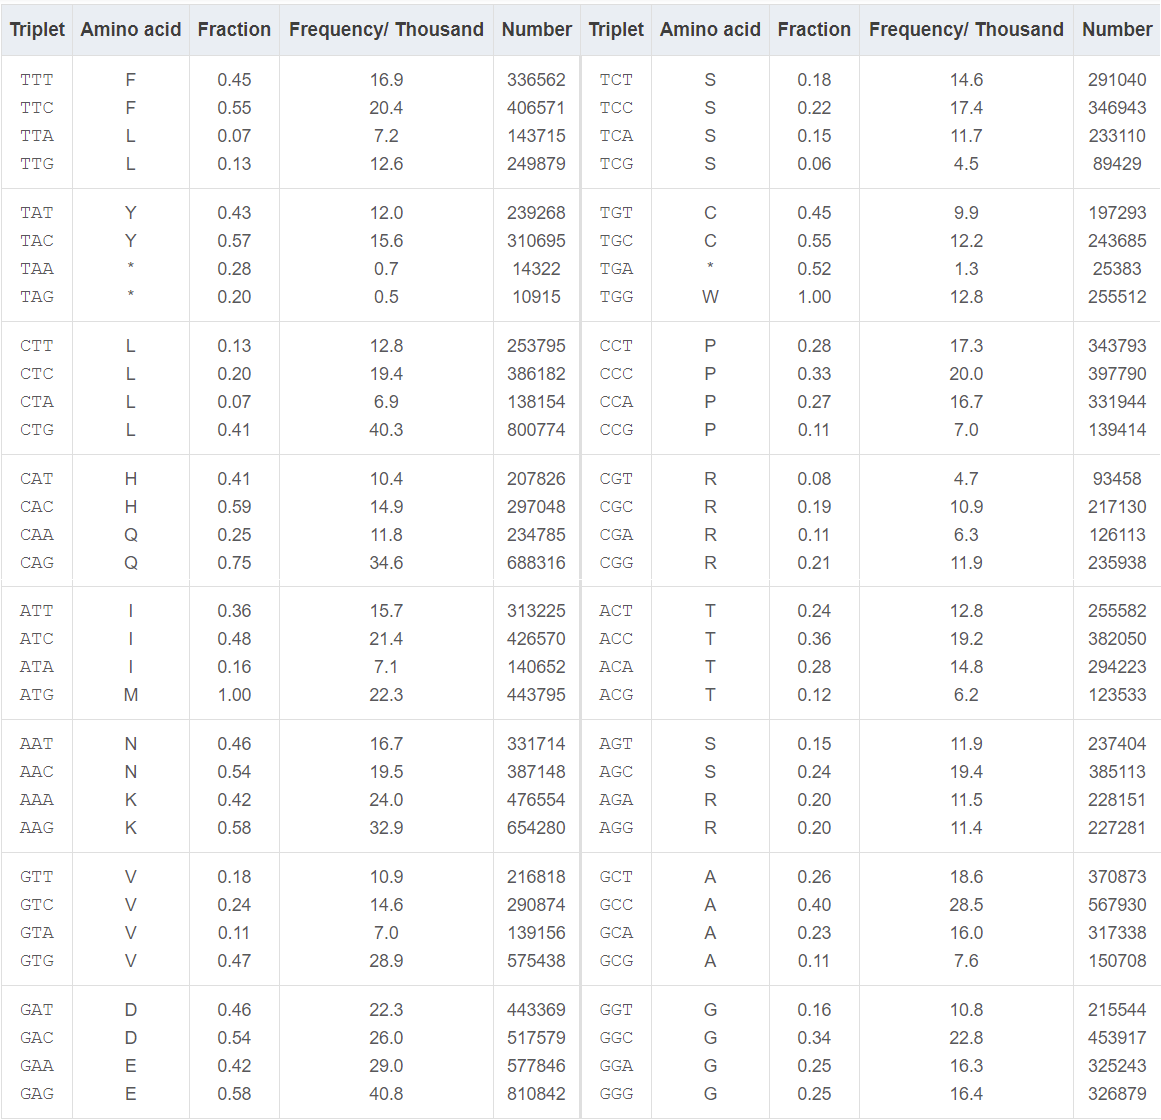 Triplet Amino acid Fraction Frequency/ Thousand Number Triplet Amino acid Fraction Frequency/ Thousand Number
TTT F 0.45 16.9 336562 TCT S 0.18 14.6 291040
TTC F 0.55 20.4 406571 TCC S 0.22 17.4 346943
TTA L 0.07 7.2 143715 TCA S 0.15 11.7 233110
TTG L 0.13 12.6 249879 TCG S 0.06 4.5 89429
TAT Y 0.43 12.0 239268 TGT C 0.45 9.9 197293
TAC Y 0.57 15.6 310695 TGC C 0.55 12.2 243685
TAA * 0.28 0.7 14322 TGA * 0.52 1.3 25383
TAG * 0.20 0.5 10915 TGG W 1.00 12.8 255512
CTT L 0.13 12.8 253795 CCT P 0.28 17.3 343793
CTC L 0.20 19.4 386182 CCC P 0.33 20.0 397790
CTA L 0.07 6.9 138154 CCA P 0.27 16.7 331944
CTG L 0.41 40.3 800774 CCG P 0.11 7.0 139414
CAT H 0.41 10.4 207826 CGT R 0.08 4.7 93458
CAC H 0.59 14.9 297048 CGC R 0.19 10.9 217130
CAA Q 0.25 11.8 234785 CGA R 0.11 6.3 126113
CAG Q 0.75 34.6 688316 CGG R 0.21 11.9 235938
ATT I 0.36 15.7 313225 ACT T 0.24 12.8 255582
ATC I 0.48 21.4 426570 ACC T 0.36 19.2 382050
ATA I 0.16 7.1 140652 ACA T 0.28 14.8 294223
ATG M 1.00 22.3 443795 ACG T 0.12 6.2 123533
AAT N 0.46 16.7 331714 AGT S 0.15 11.9 237404
AAC N 0.54 19.5 387148 AGC S 0.24 19.4 385113
AAA K 0.42 24.0 476554 AGA R 0.20 11.5 228151
AAG K 0.58 32.9 654280 AGG R 0.20 11.4 227281
GTT V 0.18 10.9 216818 GCT A 0.26 18.6 370873
GTC V 0.24 14.6 290874 GCC A 0.40 28.5 567930
GTA V 0.11 7.0 139156 GCA A 0.23 16.0 317338
GTG V 0.47 28.9 575438 GCG A 0.11 7.6 150708
GAT D 0.46 22.3 443369 GGT G 0.16 10.8 215544
GAC D 0.54 26.0 517579 GGC G 0.34 22.8 453917
GAA E 0.42 29.0 577846 GGA G 0.25 16.3 325243
GAG E 0.58 40.8 810842 GGG G 0.25 16.4 326879